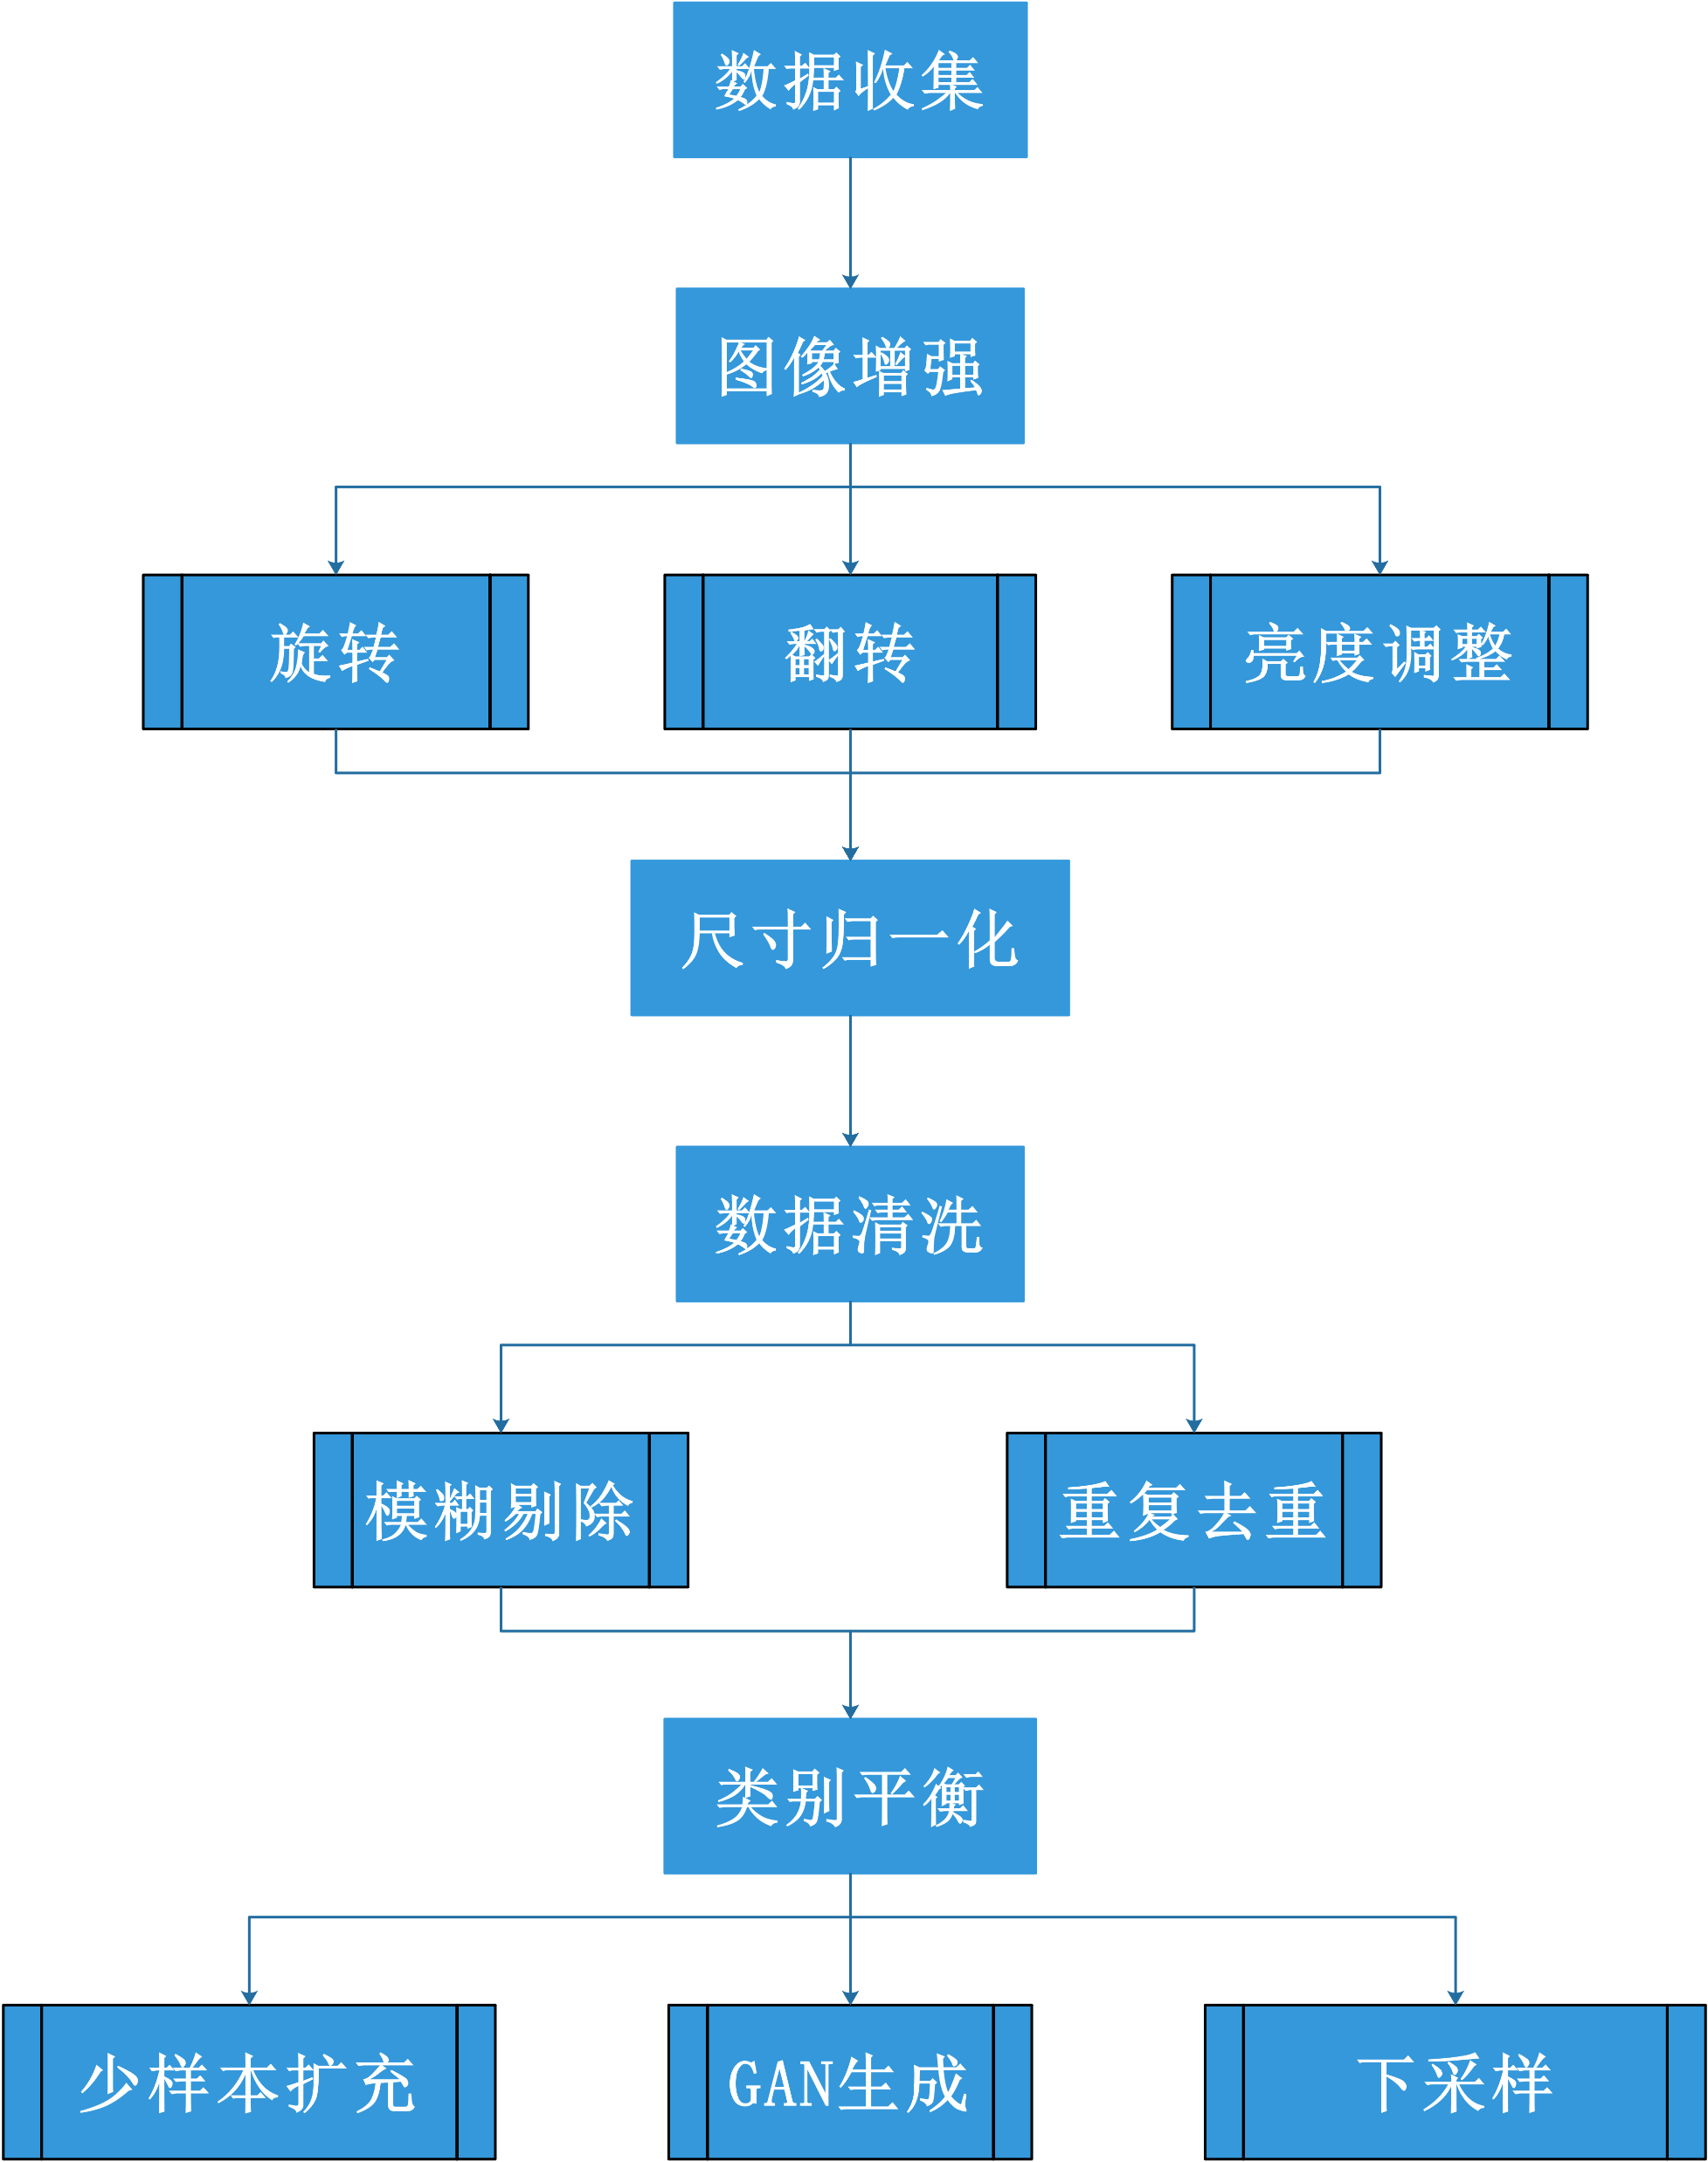 数据收集
图像增强
旋转
翻转
亮度调整
尺寸归一化
数据清洗
模糊剔除
重复去重
类别平衡
少样本扩充
GAN生成
下采样